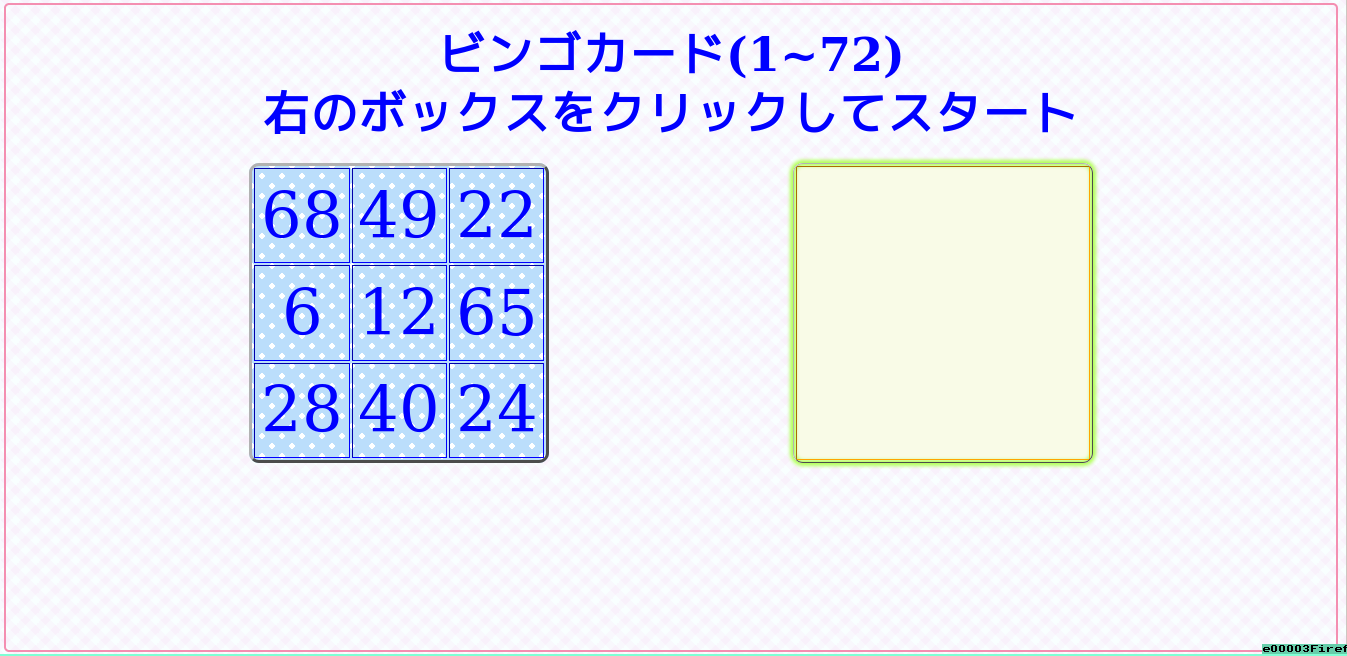 ビンゴカード(1~72)
右のボックスをクリックしてスタート
68 49 22
6 12 65
28 40 24
e00003Firef